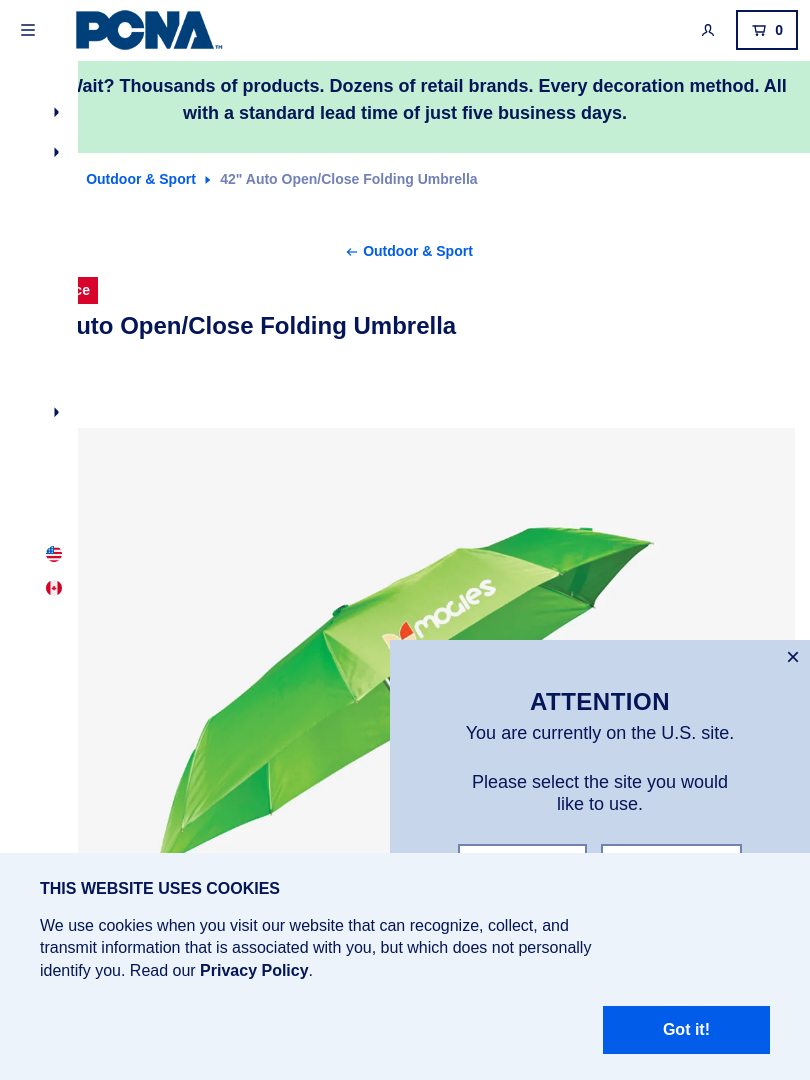 PCNA™
0
Wait? Thousands of products. Dozens of retail brands. Every decoration method. All
with a standard lead time of just five business days.
Outdoor & Sport
42" Auto Open/Close Folding Umbrella
Outdoor & Sport
Auto Open/Close Folding Umbrella
mogies
×
ATTENTION
You are currently on the U.S. site.
Please select the site you would
like to use.
THIS WEBSITE USES COOKIES
We use cookies when you visit our website that can recognize, collect, and
transmit information that is associated with you, but which does not personally
identify you. Read our Privacy Policy.
Got it!